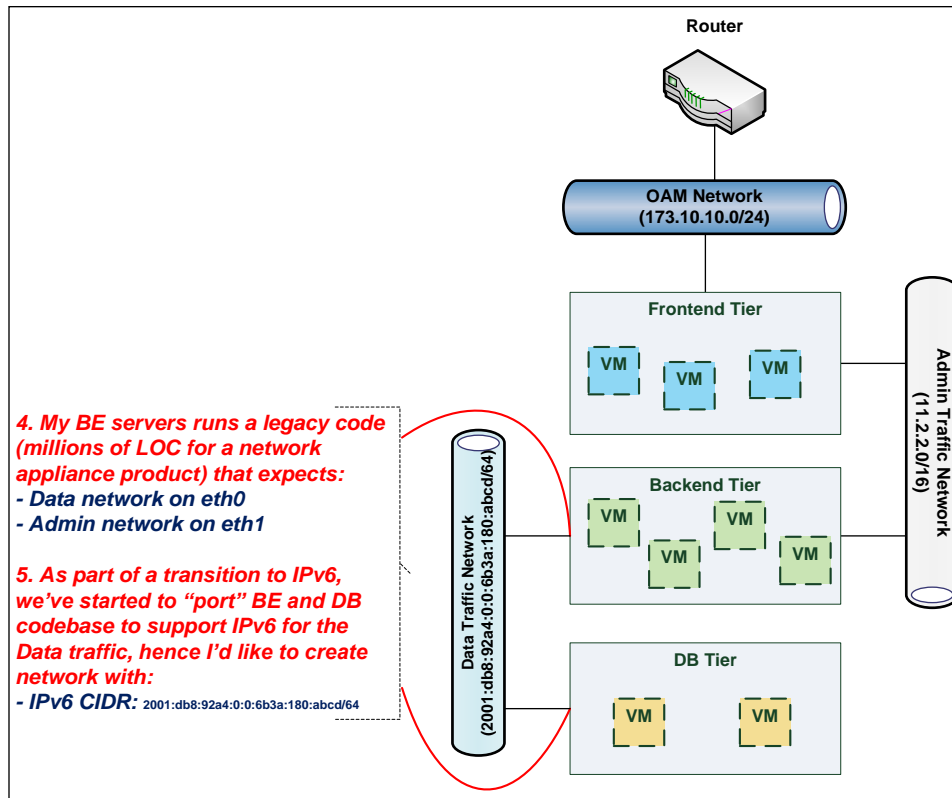 Router
OAM Network
(173.10.10.0/24)
Frontend Tier
VM
VM
VM
Admin Traffic Network
(11.2.2.0/16)
4. My BE servers runs a legacy code
(millions of LOC for a network
appliance product) that expects:
- Data network on eth0
- Admin network on eth1
5. As part of a transition to IPv6,
we've started to “port” BE and DB
codebase to support IPv6 for the
Data traffic, hence I'd like to create
network with:
- IPv6 CIDR: 2001:db8:92a4:0:0:6b3a:180:abcd/64
Data Traffic Network
(2001:db8:92a4:0:0:6b3a:180:abcd/64)
Backend Tier
VM
VM
VM
VM
DB Tier
VM
VM